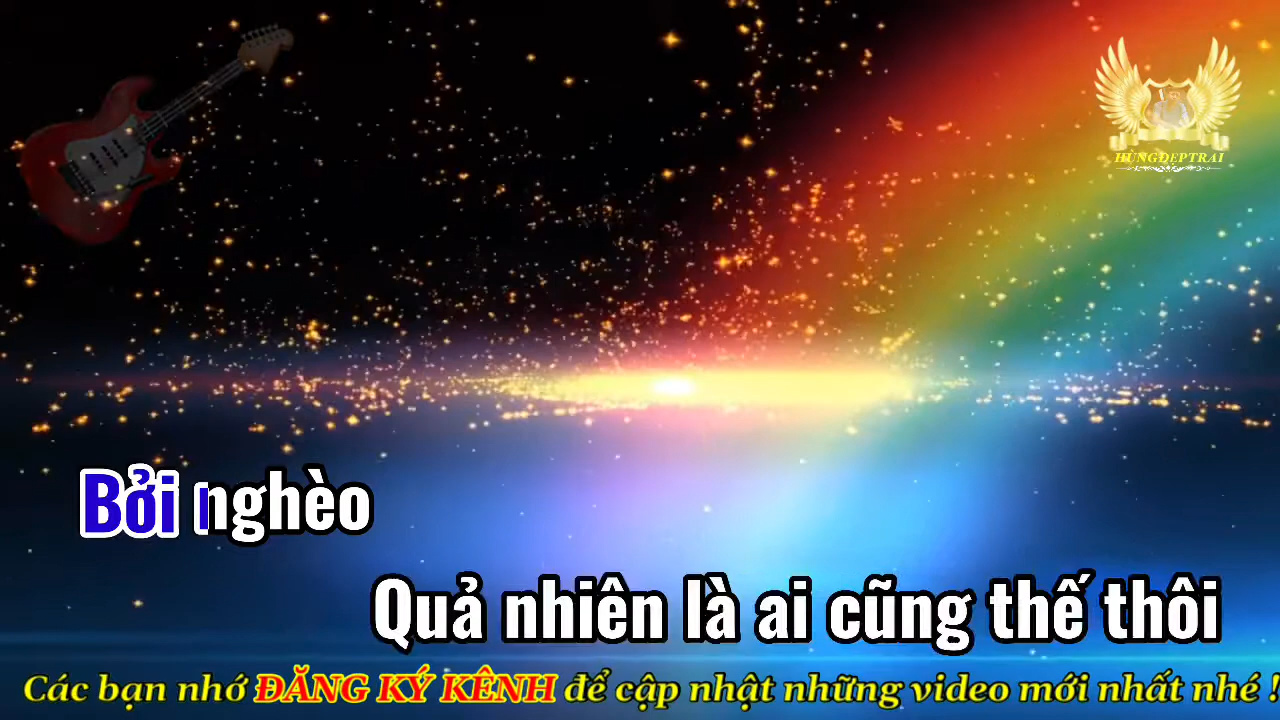 HÙNGĐẸPTRAI
Bởi nghèo
Quả nhiên là ai cũng thế thôi
Các bạn nhớ ĐĂNG KÝ KÊNH để cập nhật những video mới nhất nhé !